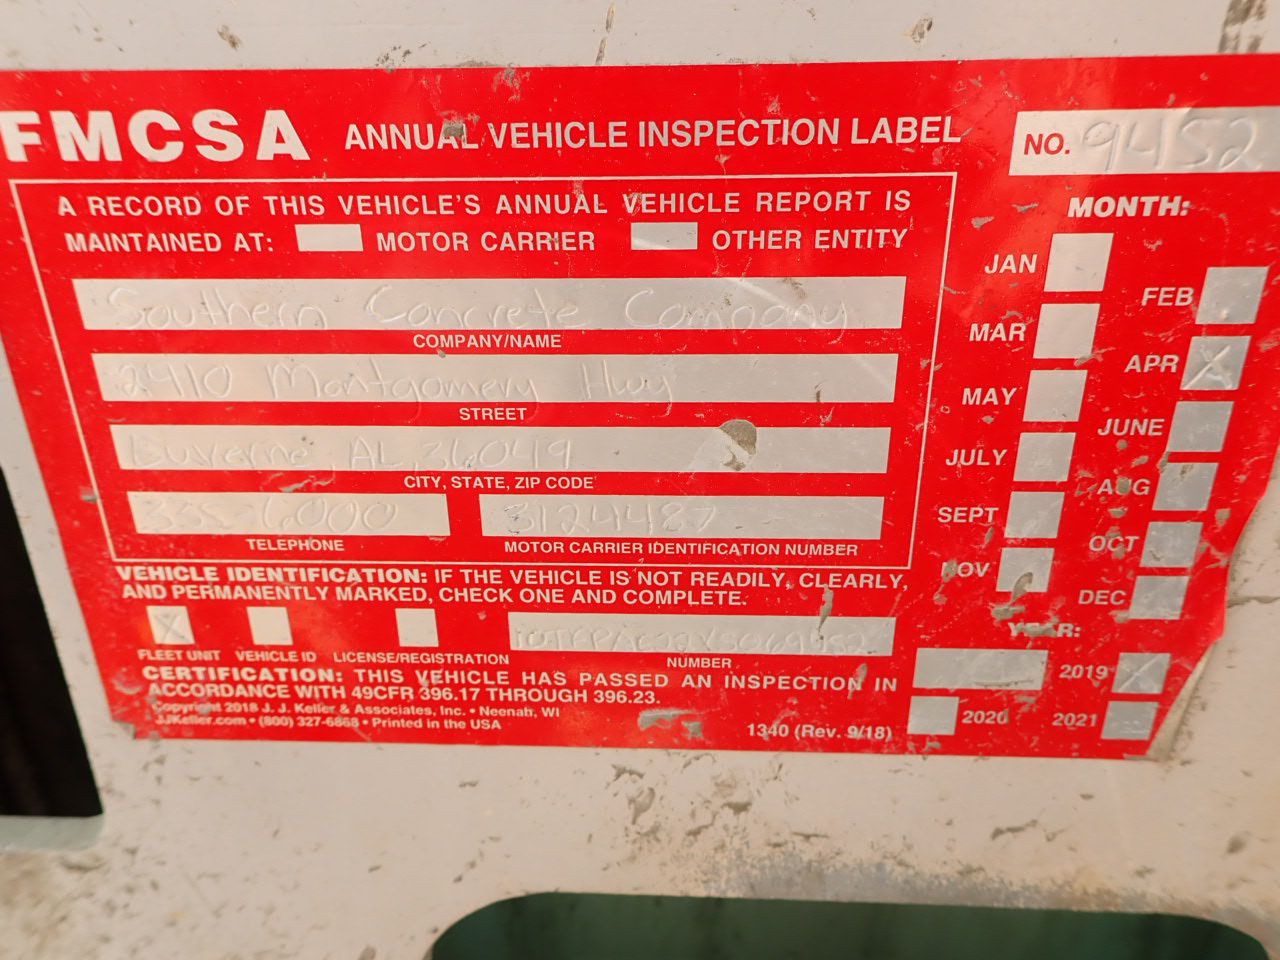 FMCSA ANNUAL VEHICLE INSPECTION LABEL
NO. 9452
A RECORD OF THIS VEHICLE'S ANNUAL VEHICLE REPORT IS
MAINTAINED AT: MOTOR CARRIER OTHER ENTITY
Southern Concrete Company
COMPANY/NAME
2910 Montgomery Hwy
STREET
Luverne, AL 36049
CITY, STATE, ZIP CODE
335-6000 3124487
TELEPHONE MOTOR CARRIER IDENTIFICATION NUMBER
VEHICLE IDENTIFICATION: IF THE VEHICLE IS NOT READILY, CLEARLY,
AND PERMANENTLY MARKED, CHECK ONE AND COMPLETE.
X
FLEET UNIT VEHICLE ID LICENSE/REGISTRATION NUMBER
CERTIFICATION: THIS VEHICLE HAS PASSED AN INSPECTION IN
ACCORDANCE WITH 49CFR 396.17 THROUGH 396.23.
Copyright 2018 J. J. Keller & Associates, Inc. • Neenah, WI
JJKeller.com • (800) 327-6868 • Printed in the USA
1340 (Rev. 9/18)
MONTH:
JAN
FEB
MAR
APR X
MAY
JUNE
JULY
AUG
SEPT
OCT
NOV
DEC
YEAR:
2019 X
2020 2021